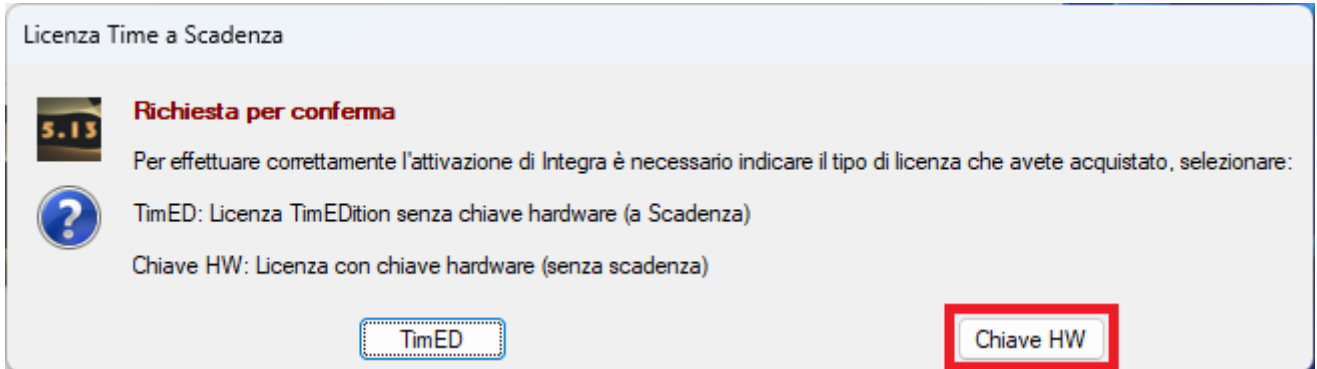 Licenza Time a Scadenza
5.13
Richiesta per conferma
Per effettuare correttamente l'attivazione di Integra è necessario indicare il tipo di licenza che avete acquistato, selezionare:
TimED: Licenza TimEDition senza chiave hardware (a Scadenza)
Chiave HW: Licenza con chiave hardware (senza scadenza)
TimED
Chiave HW